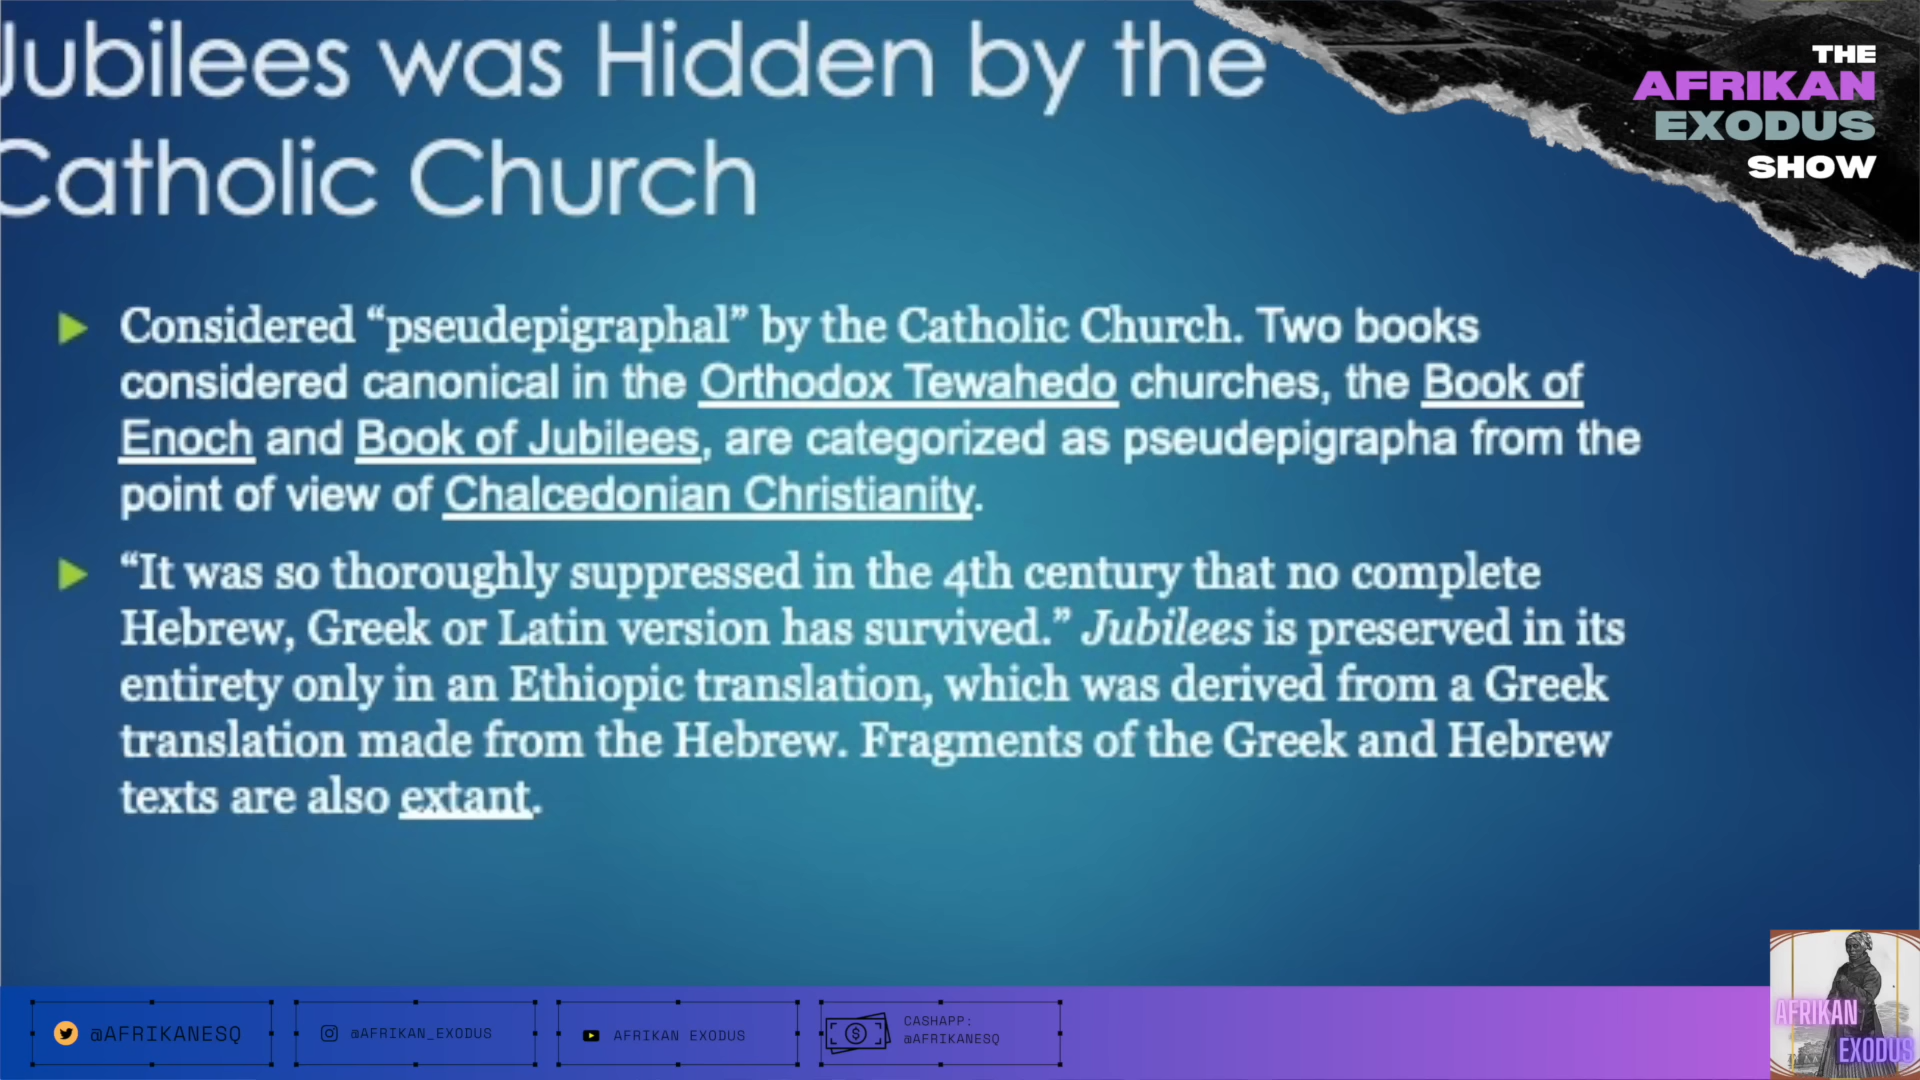 Jubilees was Hidden by the
Catholic Church
THE
AFRIKAN
EXODUS
SHOW
Considered “pseudepigraphal” by the Catholic Church. Two books
considered canonical in the Orthodox Tewahedo churches, the Book of
Enoch and Book of Jubilees, are categorized as pseudepigrapha from the
point of view of Chalcedonian Christianity.
“It was so thoroughly suppressed in the 4th century that no complete
Hebrew, Greek or Latin version has survived.” Jubilees is preserved in its
entirety only in an Ethiopic translation, which was derived from a Greek
translation made from the Hebrew. Fragments of the Greek and Hebrew
texts are also extant.
@AFRIKANESQ
@AFRIKAN_EXODUS
AFRIKAN EXODUS
CASHAPP:
@AFRIKANESQ
AFRIKAN
EXODUS